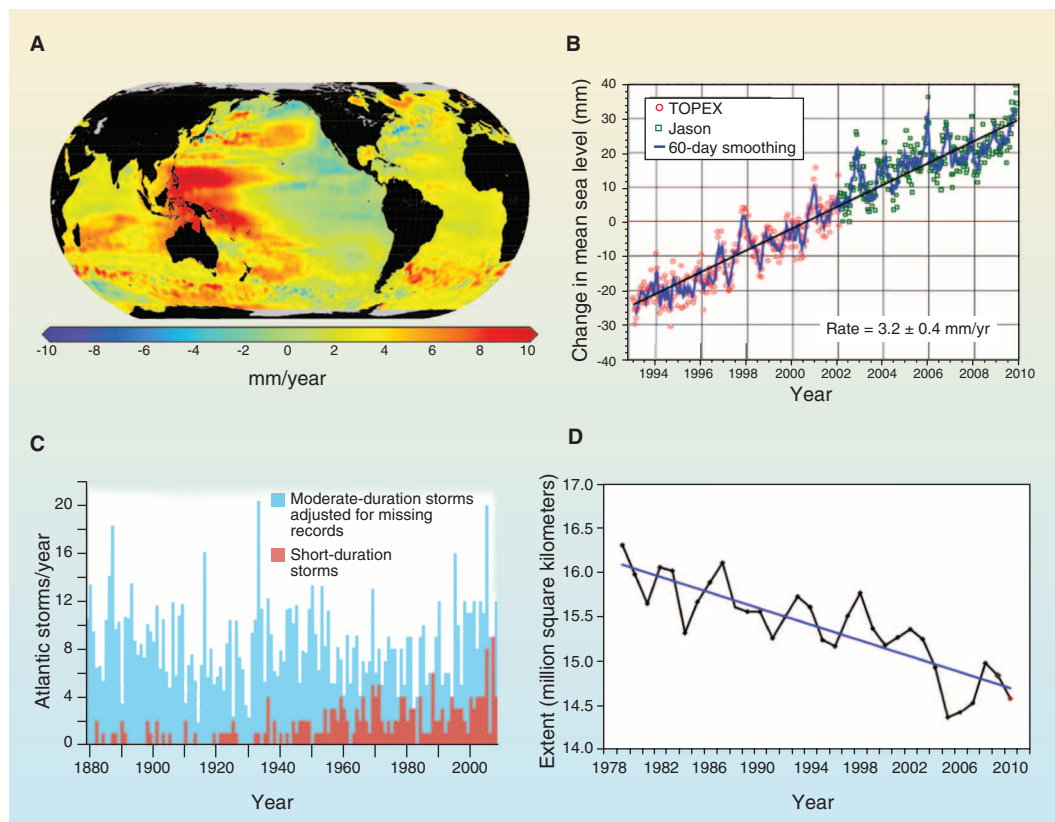 A
-10 -8 -6 -4 -2 0 2 4 6 8 10
mm/year
B
Change in mean sea level (mm)
40
30
20
10
0
-10
-20
-30
-40
TOPEX
Jason
60-day smoothing
Rate = 3.2 ± 0.4 mm/yr
1994 1996 1998 2000 2002 2004 2006 2008 2010
Year
C
Atlantic storms/year
20
16
12
8
4
0
Moderate-duration storms
adjusted for missing
records
Short-duration
storms
1880 1900 1920 1940 1960 1980 2000
Year
D
Extent (million square kilometers)
17.0
16.5
16.0
15.5
15.0
14.5
14.0
1978 1982 1986 1990 1994 1998 2002 2006 2010
Year